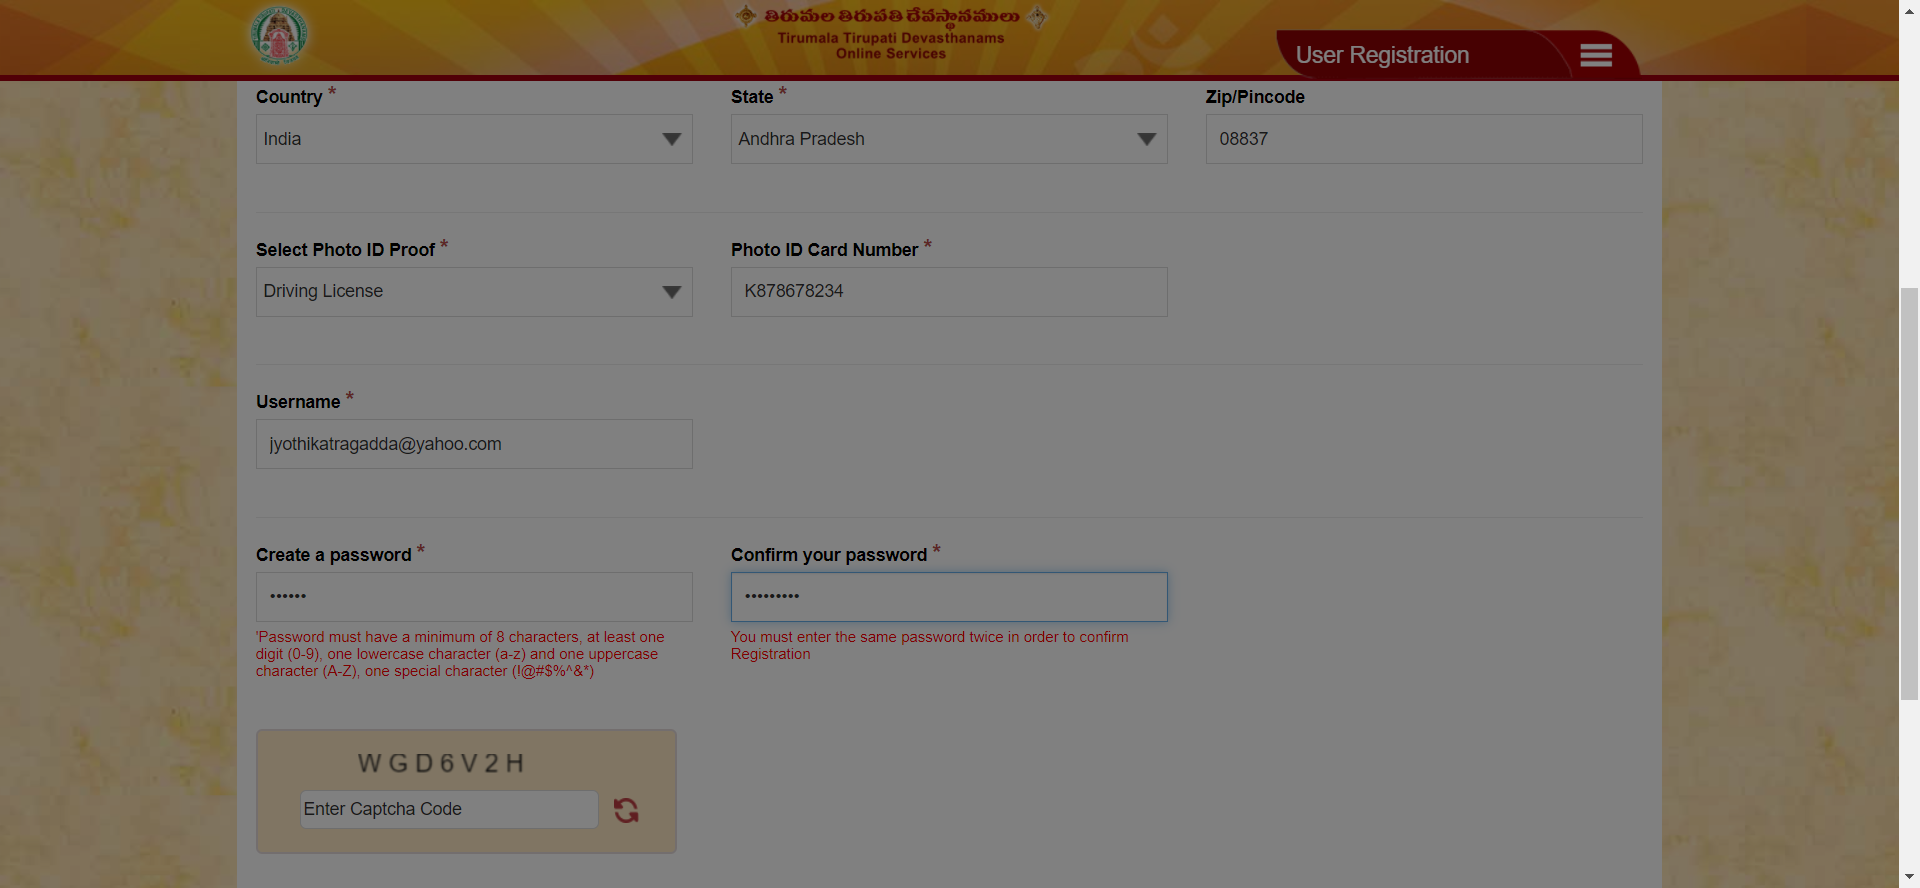 తిరుమల తిరుపతి దేవస్థానములు
Tirumala Tirupati Devasthanams
Online Services
User Registration
Country * State * Zip/Pincode
India Andhra Pradesh 08837
Select Photo ID Proof * Photo ID Card Number *
Driving License K878678234
Username *
jyothikatragadda@yahoo.com
Create a password * Confirm your password *
•••••• •••••••••
'Password must have a minimum of 8 characters, at least one
digit (0-9), one lowercase character (a-z) and one uppercase
character (A-Z), one special character (!@#$%^&*)
You must enter the same password twice in order to confirm
Registration
WGD6V2H
Enter Captcha Code